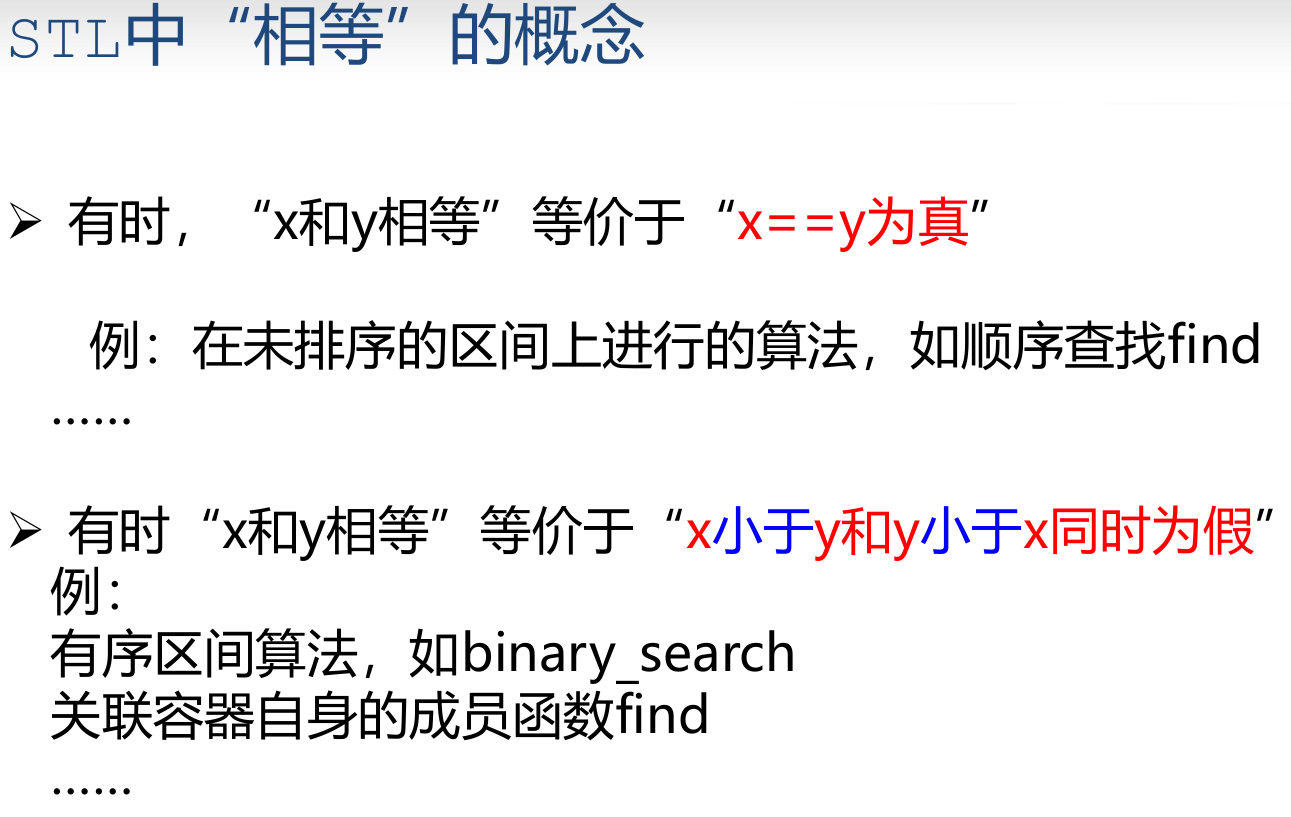 STL中“相等”的概念
➢ 有时，“x和y相等”等价于“x==y为真”
例：在未排序的区间上进行的算法，如顺序查找find
……
➢ 有时“x和y相等”等价于“x小于y和y小于x同时为假”
例：
有序区间算法，如binary_search
关联容器自身的成员函数find
……